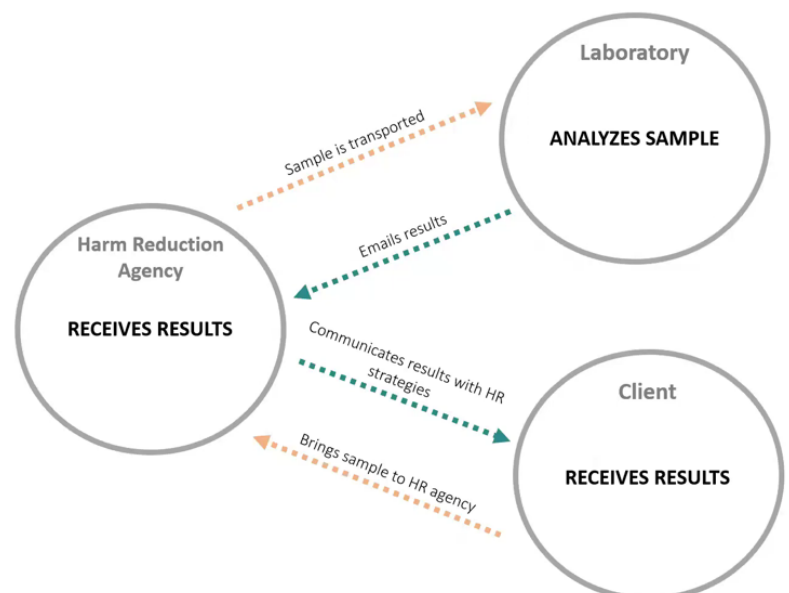 Laboratory
ANALYZES SAMPLE
Sample is transported
Emails results
Harm Reduction
Agency
RECEIVES RESULTS
Communicates results with HR
strategies
Brings sample to HR agency
Client
RECEIVES RESULTS